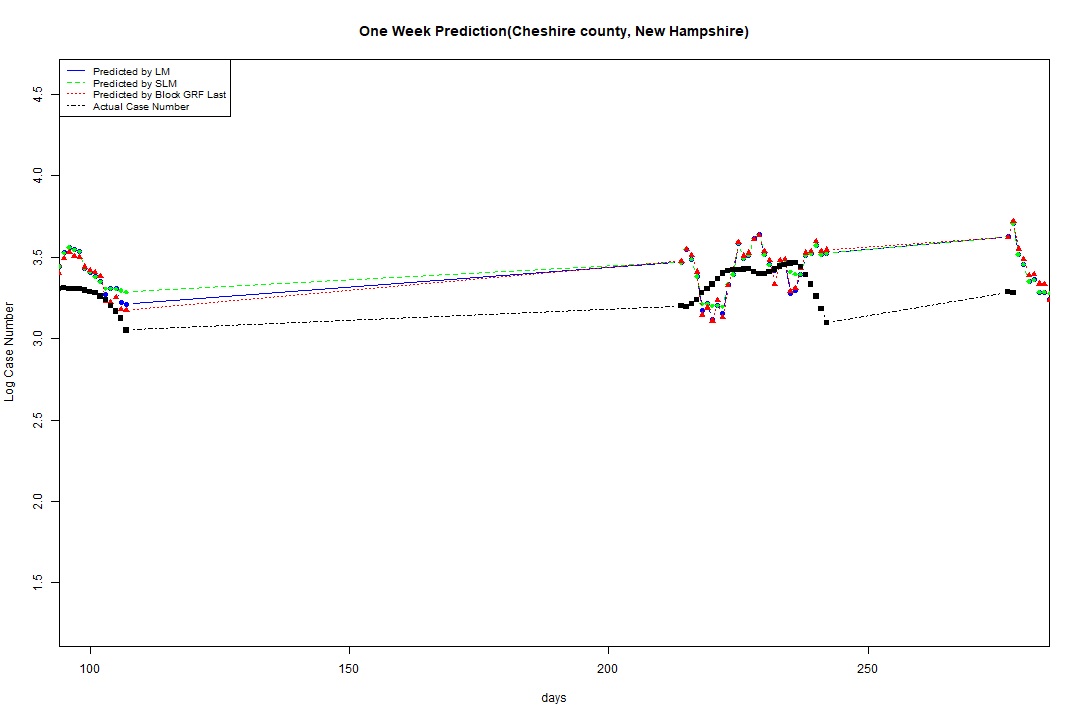 One Week Prediction(Cheshire county, New Hampshire)
Predicted by LM
Predicted by SLM
Predicted by Block GRF Last
Actual Case Number
4.5
4.0
3.5
3.0
2.5
2.0
1.5
Log Case Number
100
150
200
250
days